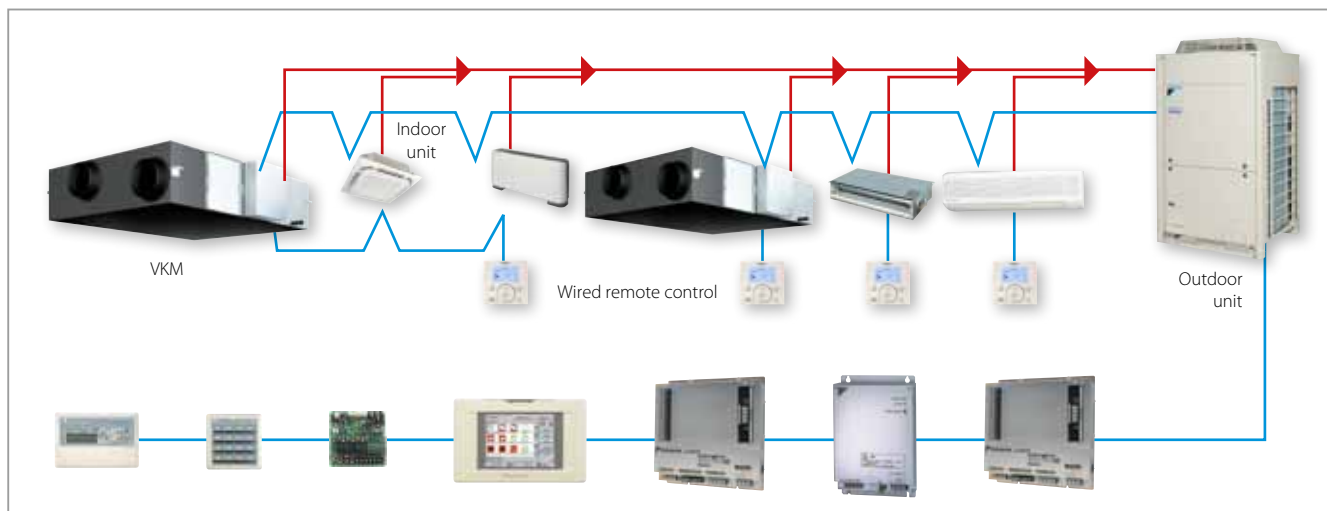 Indoor
unit
VKM
Wired remote control
Outdoor
unit